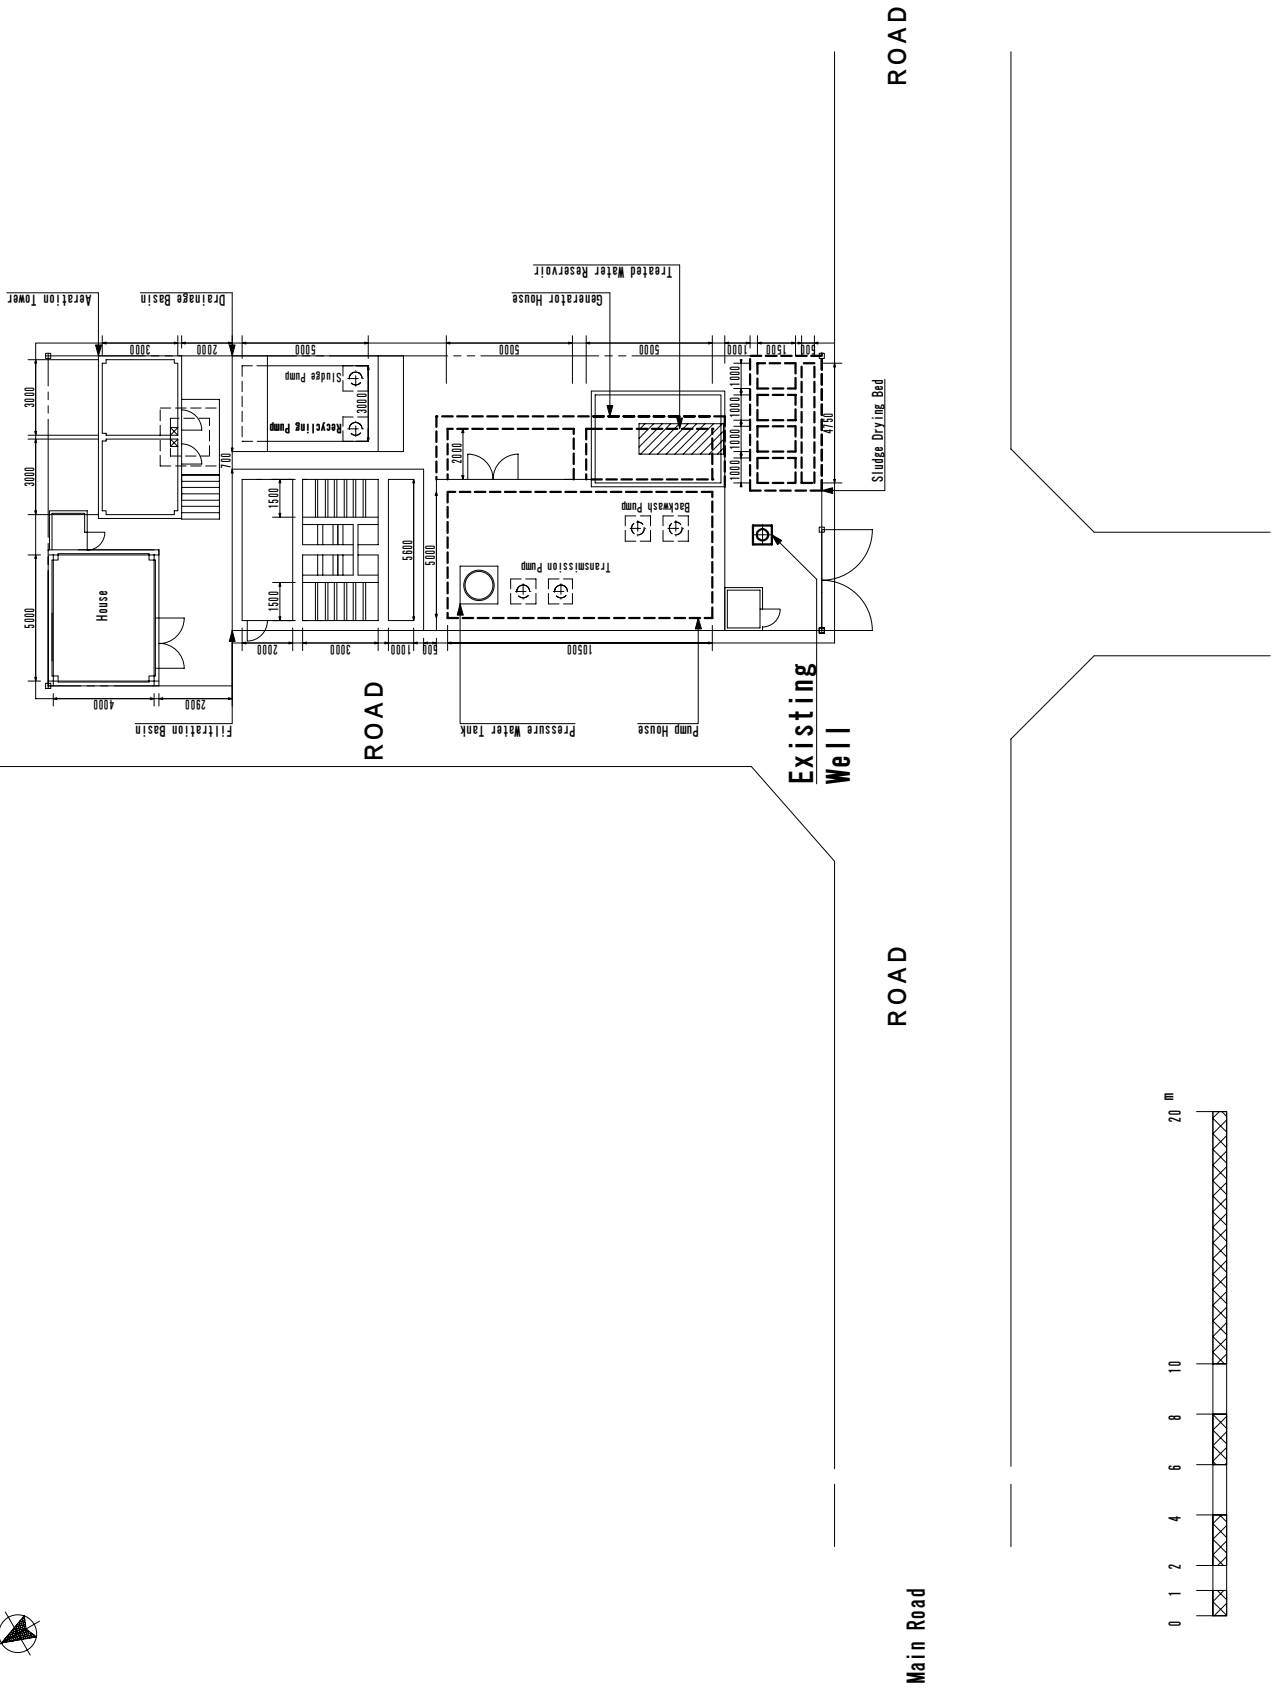 ROAD
Treated Water Reservoir
Generator House
Drainage Basin
Aeration Tower
3000
2000
5000
5000
5000
1000
1500
500
3000
3000
5000
Sludge Pump
3000
Recycling Pump
700
2000
1000
1000
1000
1000
4750
Sludge Drying Bed
1500
1500
5600
5000
Backwash Pump
Transmission Pump
House
2000
3000
1000
500
10500
4000
2900
Filtration Basin
ROAD
Pressure Water Tank
Pump House
Existing
Well
ROAD
m
20
10
8
6
4
2
1
0
Main Road